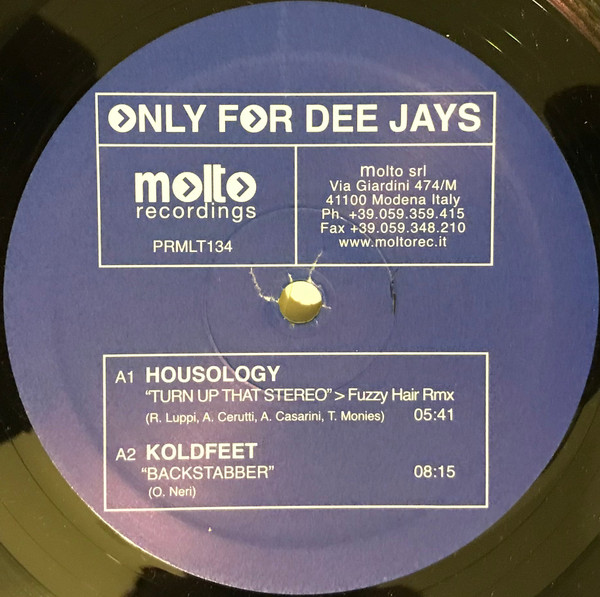 ONLY FOR DEE JAYS
molto
recordings
PRMLT134
molto srl
Via Giardini 474/M
41100 Modena Italy
Ph. +39.059.359.415
Fax +39.059.348.210
www.moltorec.it
A1 HOUSOLOGY
“TURN UP THAT STEREO” > Fuzzy Hair Rmx
(R. Luppi, A. Cerutti, A. Casarini, T. Monies) 05:41
A2 KOLDFEET
“BACKSTABBER” 08:15
(O. Neri)